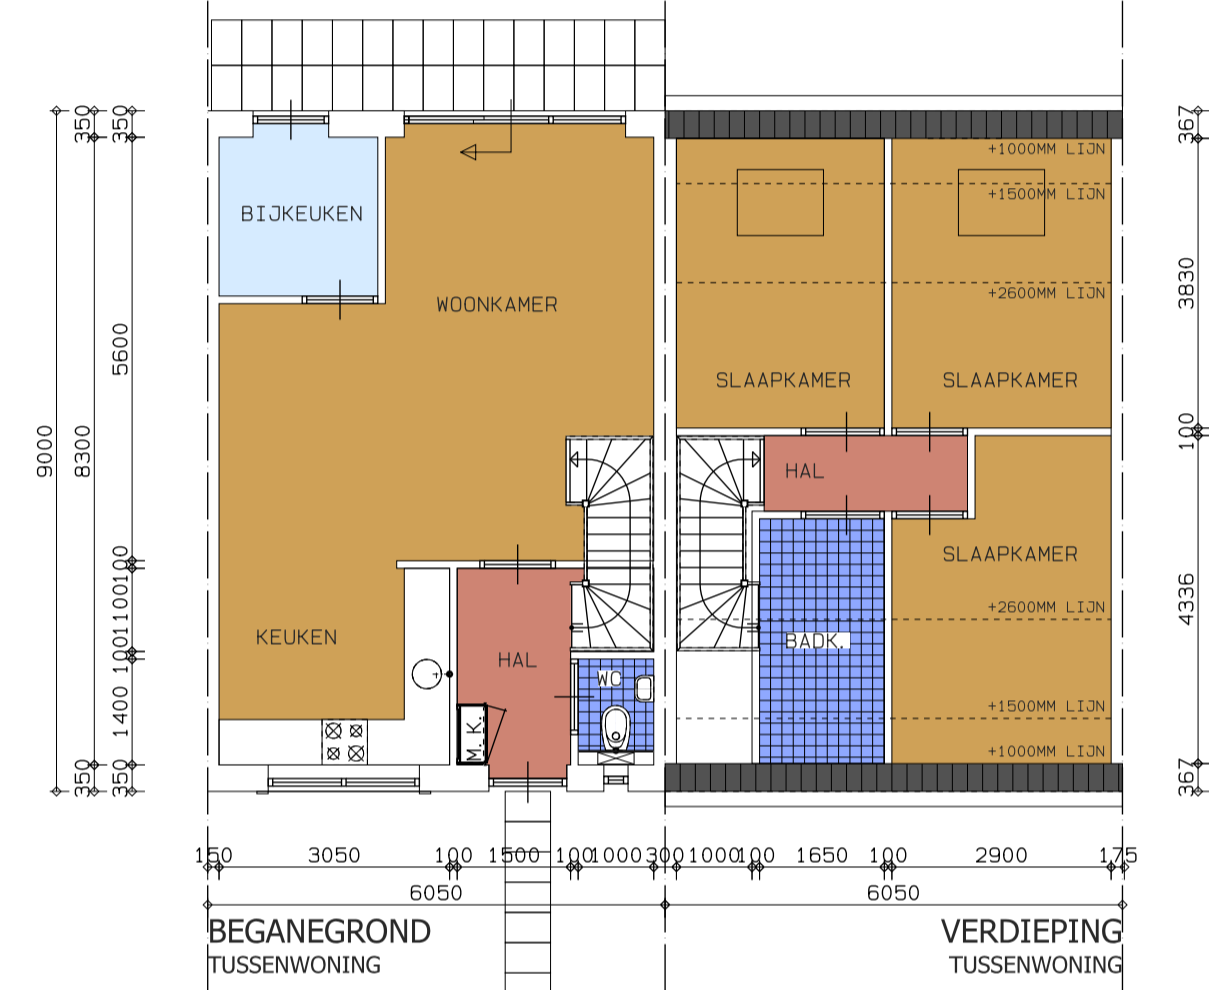 350
350
367
+1000MM LIJN
+1500MM LIJN
BIJKEUKEN
+2600MM LIJN
WOONKAMER
3830
5600
SLAAPKAMER
SLAAPKAMER
9000
8300
100
HAL
100
1100
100
SLAAPKAMER
4336
+2600MM LIJN
KEUKEN
BADK.
HAL
WC
1400
+1500MM LIJN
M.K.
+1000MM LIJN
350
350
367
150
3050
100
1500
100
1000
300
1000
100
1650
100
2900
175
6050
6050
BEGANEGROND
VERDIEPING
TUSSENWONING
TUSSENWONING